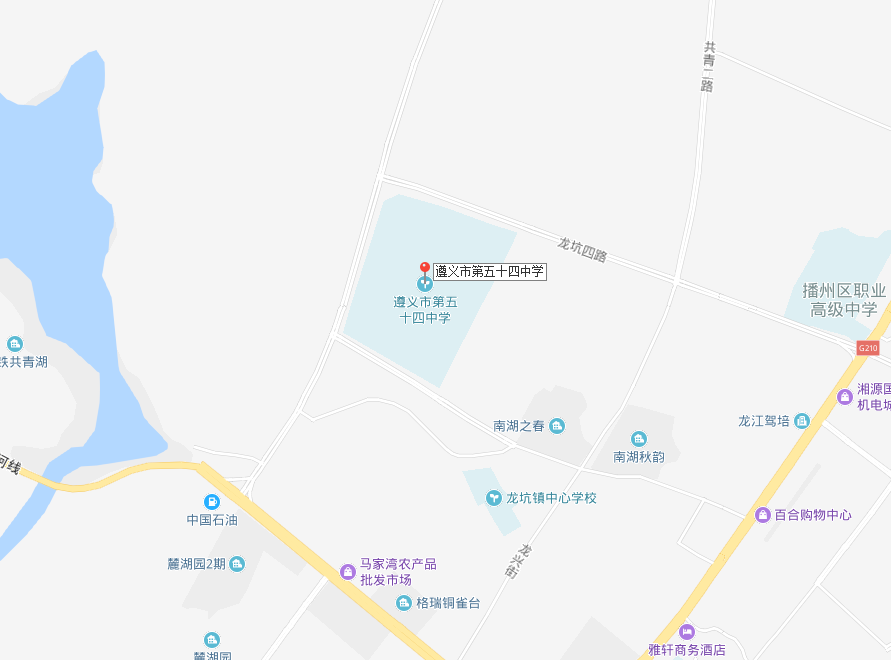 共青二路
龙坑四路
遵义市第五十四中学
遵义市第五
十四中学
播州区职业
高级中学
G210
铁共青湖
湘源国
机电城
龙江驾培
南湖之春
南湖秋韵
河线
龙坑镇中心学校
中国石油
百合购物中心
龙兴街
麓湖园2期
马家湾农产品
批发市场
格瑞铜雀台
雅轩商务酒店
麓湖园